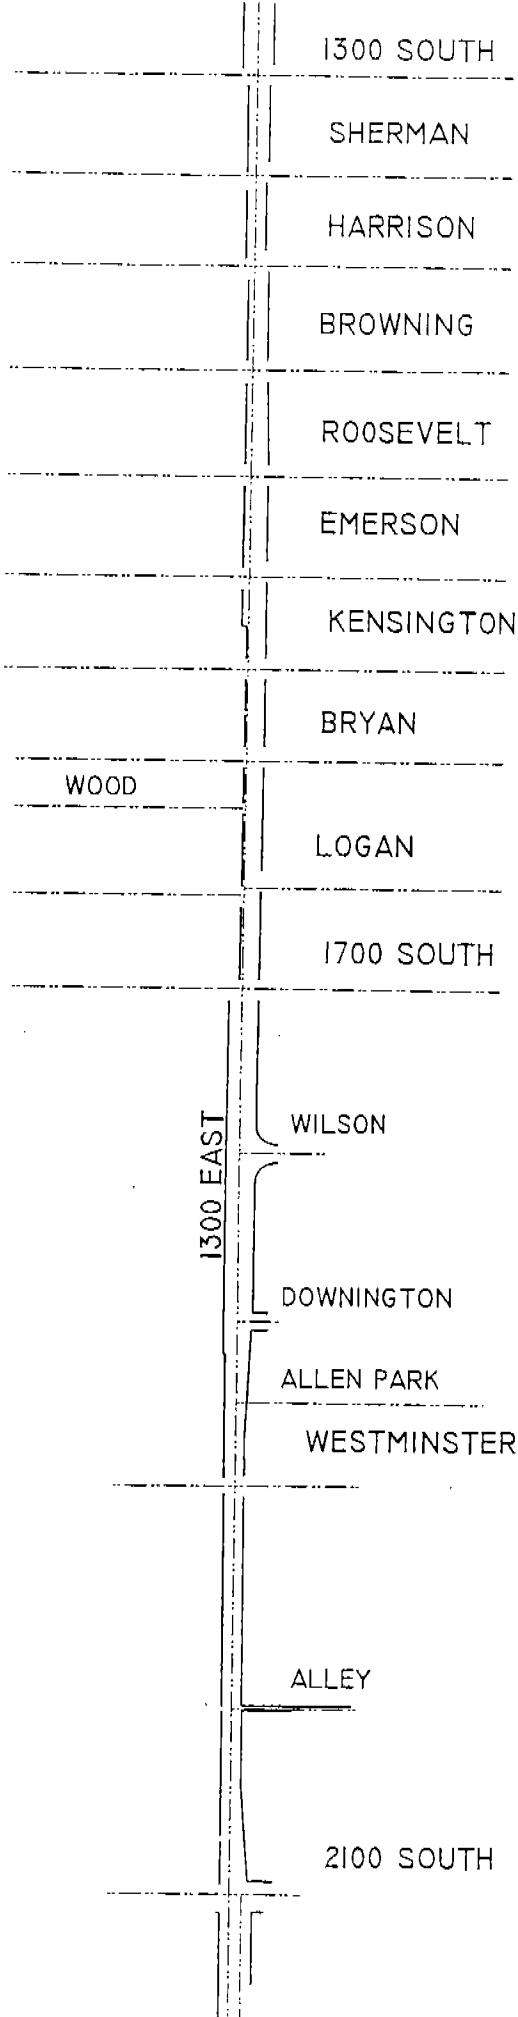 1300 SOUTH
SHERMAN
HARRISON
BROWNING
ROOSEVELT
EMERSON
KENSINGTON
BRYAN
WOOD
LOGAN
1700 SOUTH
WILSON
1300 EAST
DOWNINGTON
ALLEN PARK
WESTMINSTER
ALLEY
2100 SOUTH